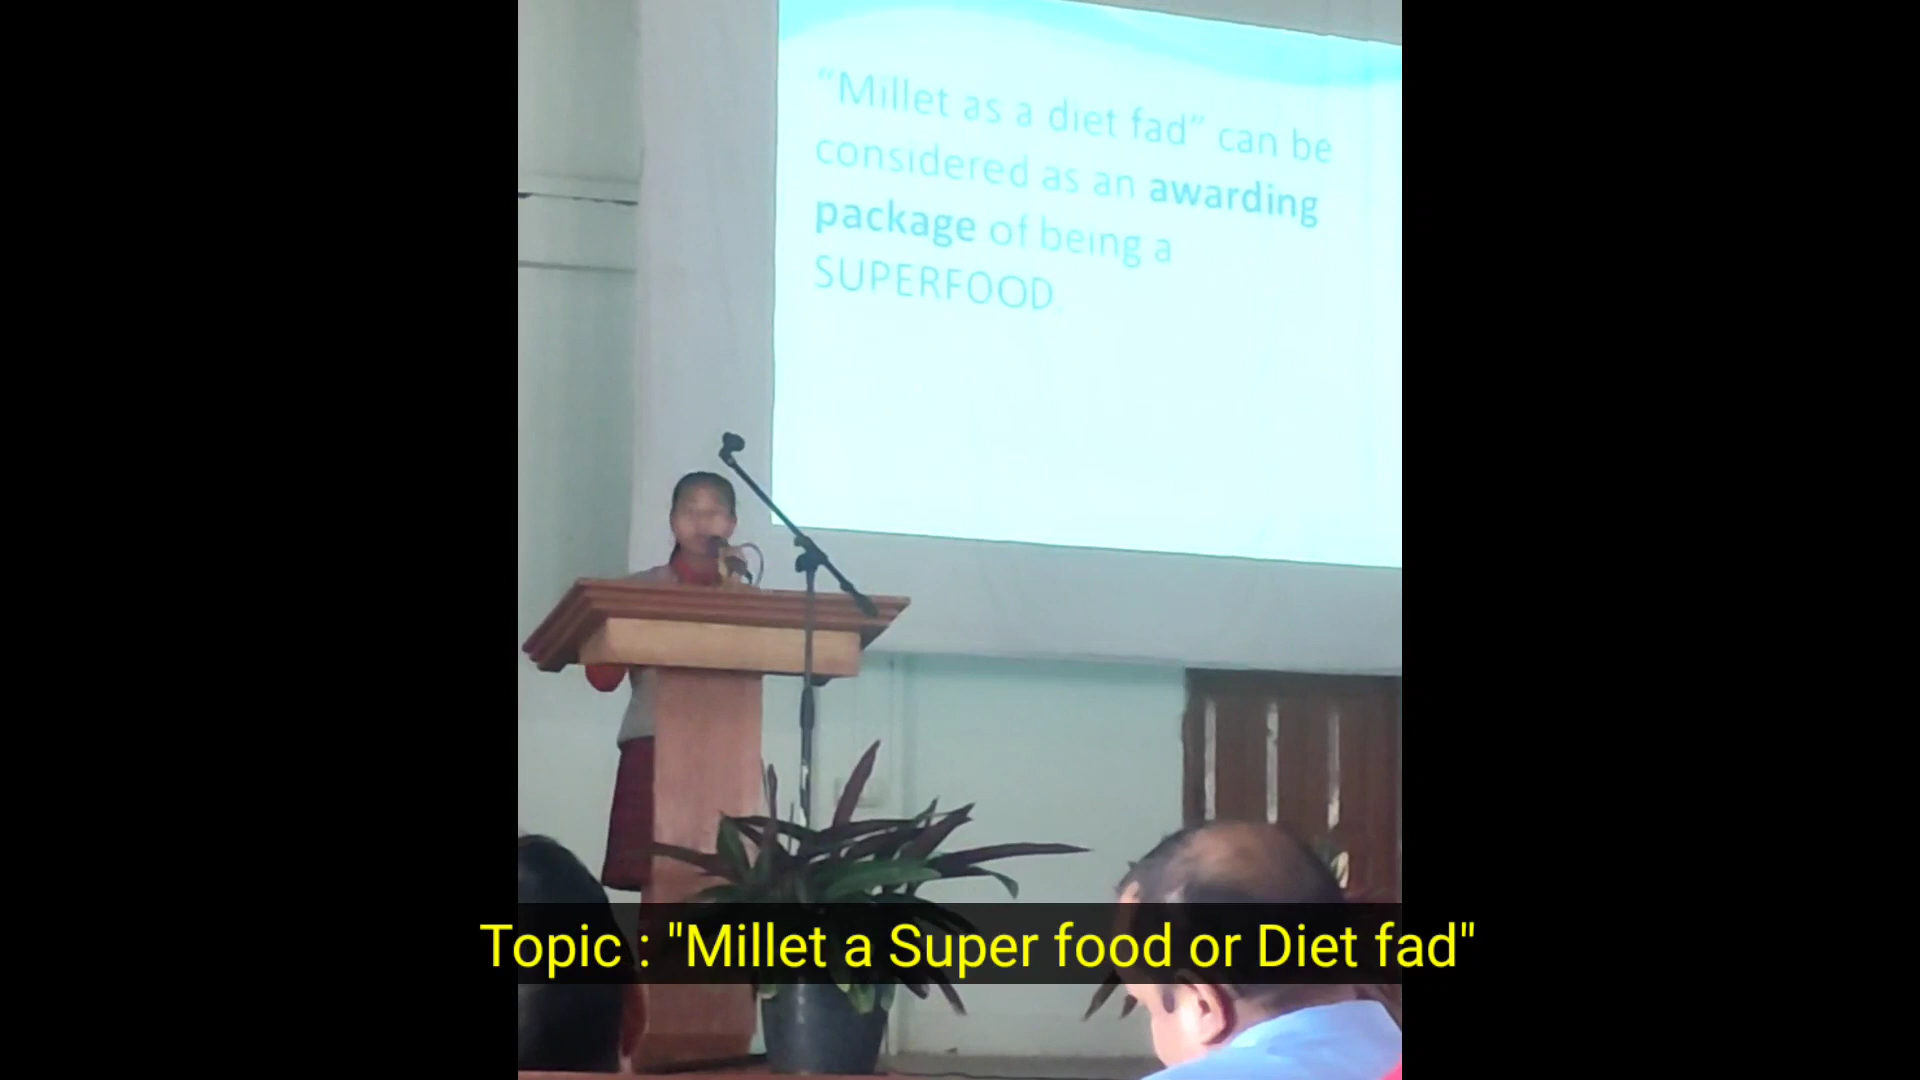 “Millet as a diet fad” can be
considered as an awarding
package of being a
SUPERFOOD
Topic : "Millet a Super food or Diet fad"